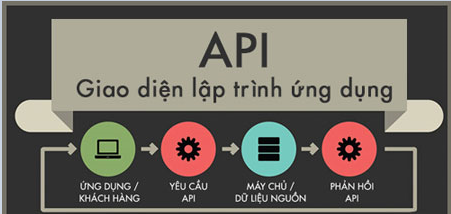 API
Giao diện lập trình ứng dụng
ỨNG DỤNG /
KHÁCH HÀNG
YÊU CẦU
API
MÁY CHỦ /
DỮ LIỆU NGUỒN
PHẢN HỒI
API